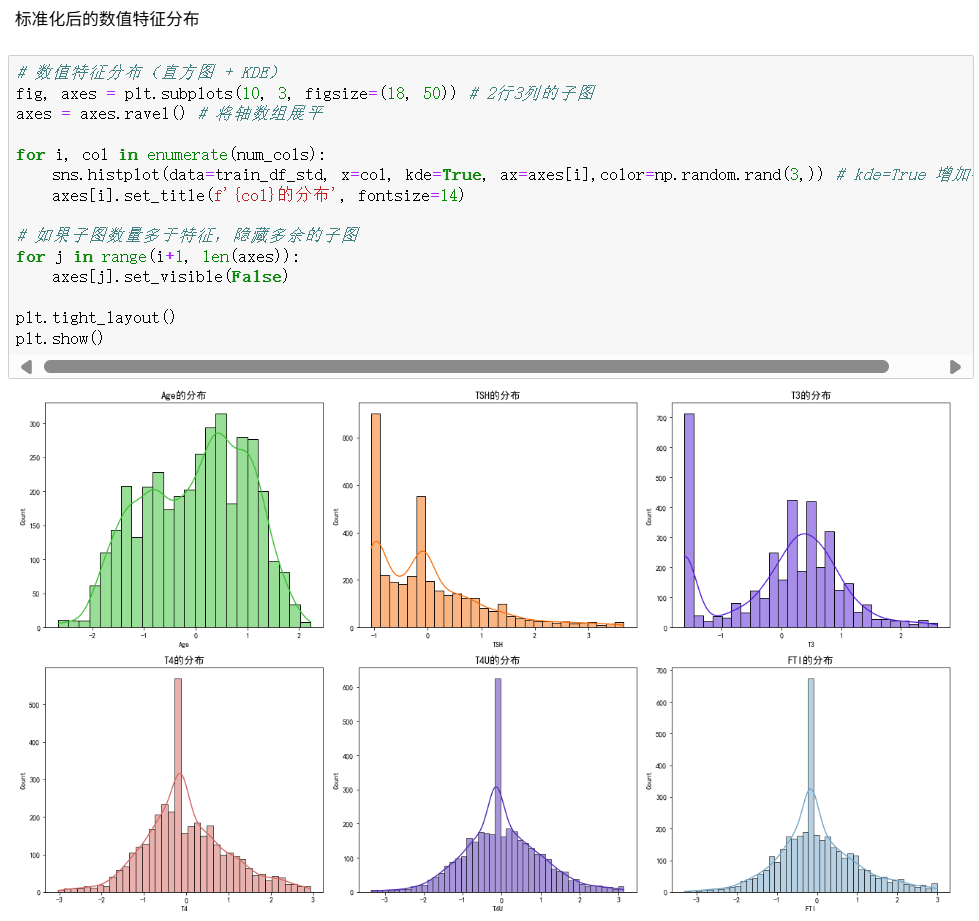 标准化后的数值特征分布
# 数值特征分布（直方图 + KDE）
fig, axes = plt.subplots(10, 3, figsize=(18, 50)) # 2行3列的子图
axes = axes.ravel() # 将轴数组展平
for i, col in enumerate(num_cols):
    sns.histplot(data=train_df_std, x=col, kde=True, ax=axes[i],color=np.random.rand(3,)) # kde=True 增加
    axes[i].set_title(f'{col}的分布', fontsize=14)
# 如果子图数量多于特征，隐藏多余的子图
for j in range(i+1, len(axes)):
    axes[j].set_visible(False)
plt.tight_layout()
plt.show()
Age的分布
300
250
200
150
100
50
0
Count
-2 -1 0 1 2
Age
TSH的分布
800
600
400
200
0
Count
-1 0 1 2 3
TSH
T3的分布
700
600
500
400
300
200
100
0
Count
-1 0 1 2
T3
T4的分布
500
400
300
200
100
0
Count
-3 -2 -1 0 1 2 3
T4
T4U的分布
600
500
400
300
200
100
0
Count
-3 -2 -1 0 1 2 3
T4U
FTI的分布
700
600
500
400
300
200
100
0
Count
-3 -2 -1 0 1 2 3
FTI